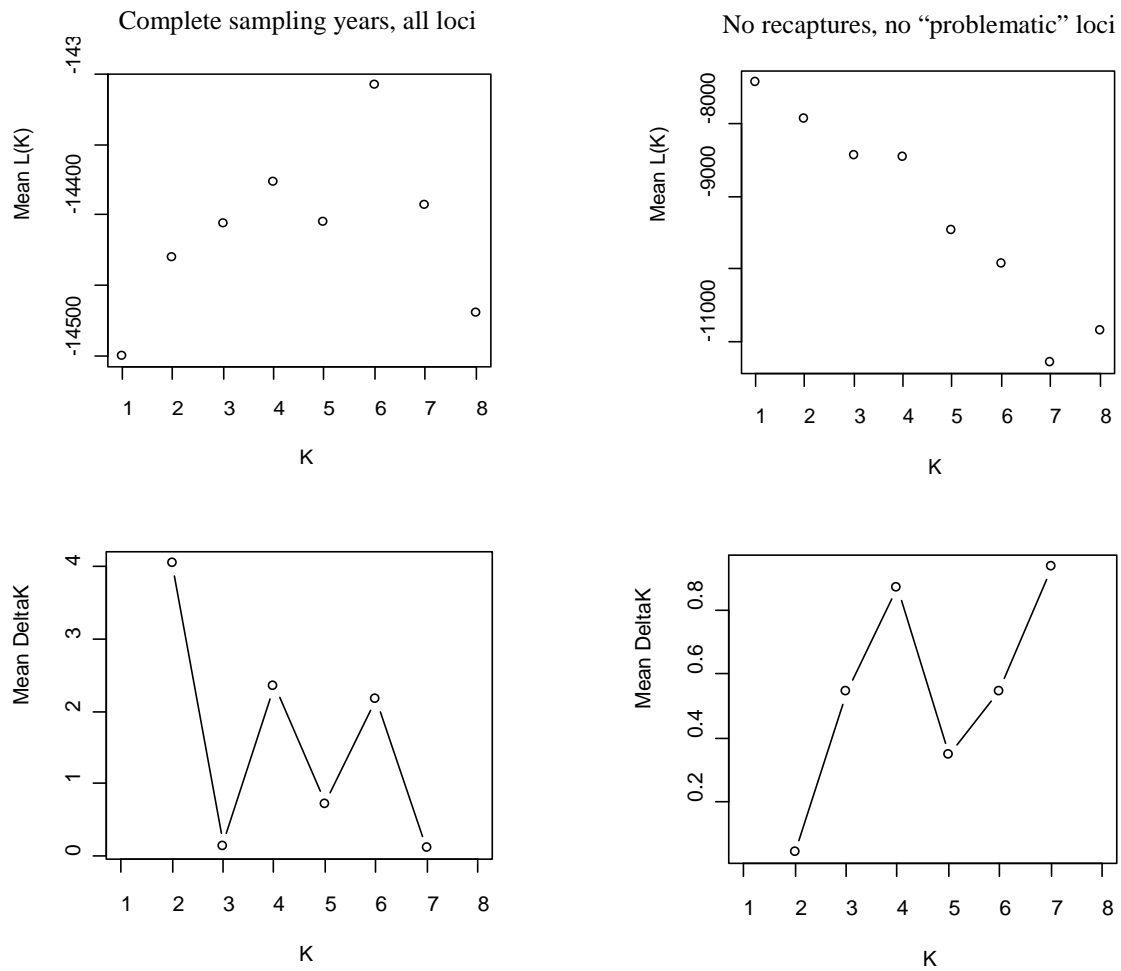 Complete sampling years, all loci
Mean L(K)
-143
-14400
-14500
1 2 3 4 5 6 7 8
K
No recaptures, no “problematic” loci
Mean L(K)
-8000
-9000
-11000
1 2 3 4 5 6 7 8
K
Mean DeltaK
4
3
2
1
0
1 2 3 4 5 6 7 8
K
Mean DeltaK
0.8
0.6
0.4
0.2
1 2 3 4 5 6 7 8
K